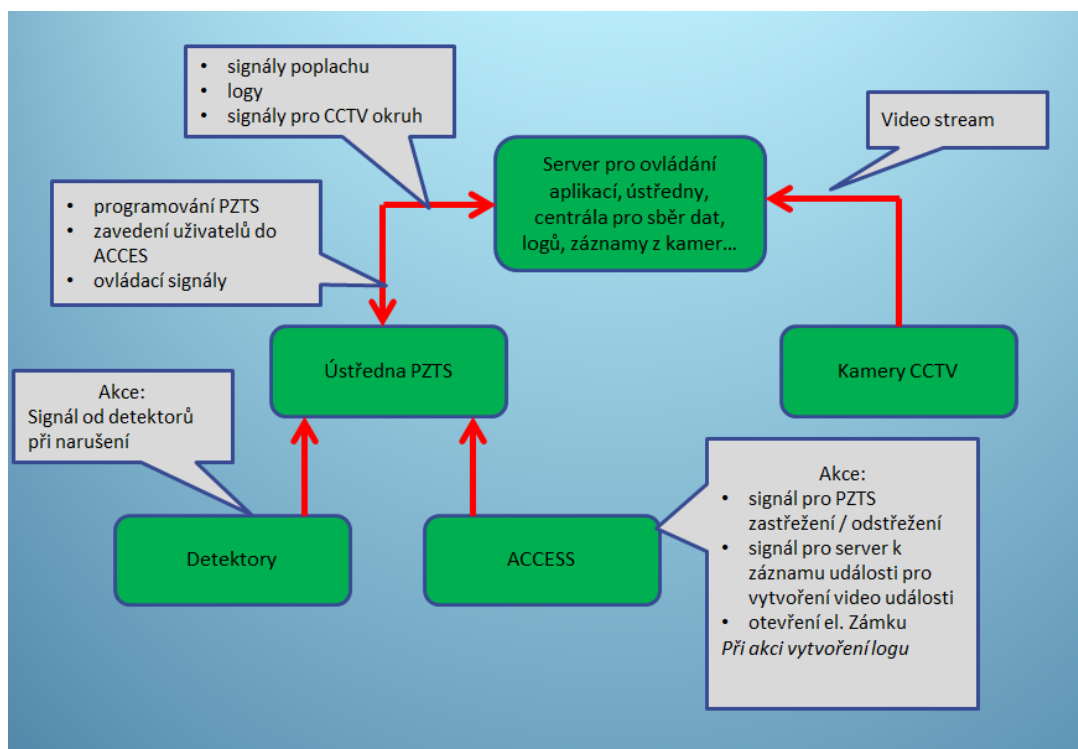 • signály poplachu
• logy
• signály pro CCTV okruh
Video stream
Server pro ovládání
aplikací, ústředny,
centrála pro sběr dat,
logů, záznamy z kamer…
• programování PZTS
• zavedení uživatelů do
ACCES
• ovládací signály
Ústředna PZTS
Kamery CCTV
Akce:
Signál od detektorů
při narušení
Akce:
• signál pro PZTS
zastřežení / odstřežení
• signál pro server k
záznamu události pro
vytvoření video události
• otevření el. Zámku
Při akci vytvoření logu
Detektory
ACCESS